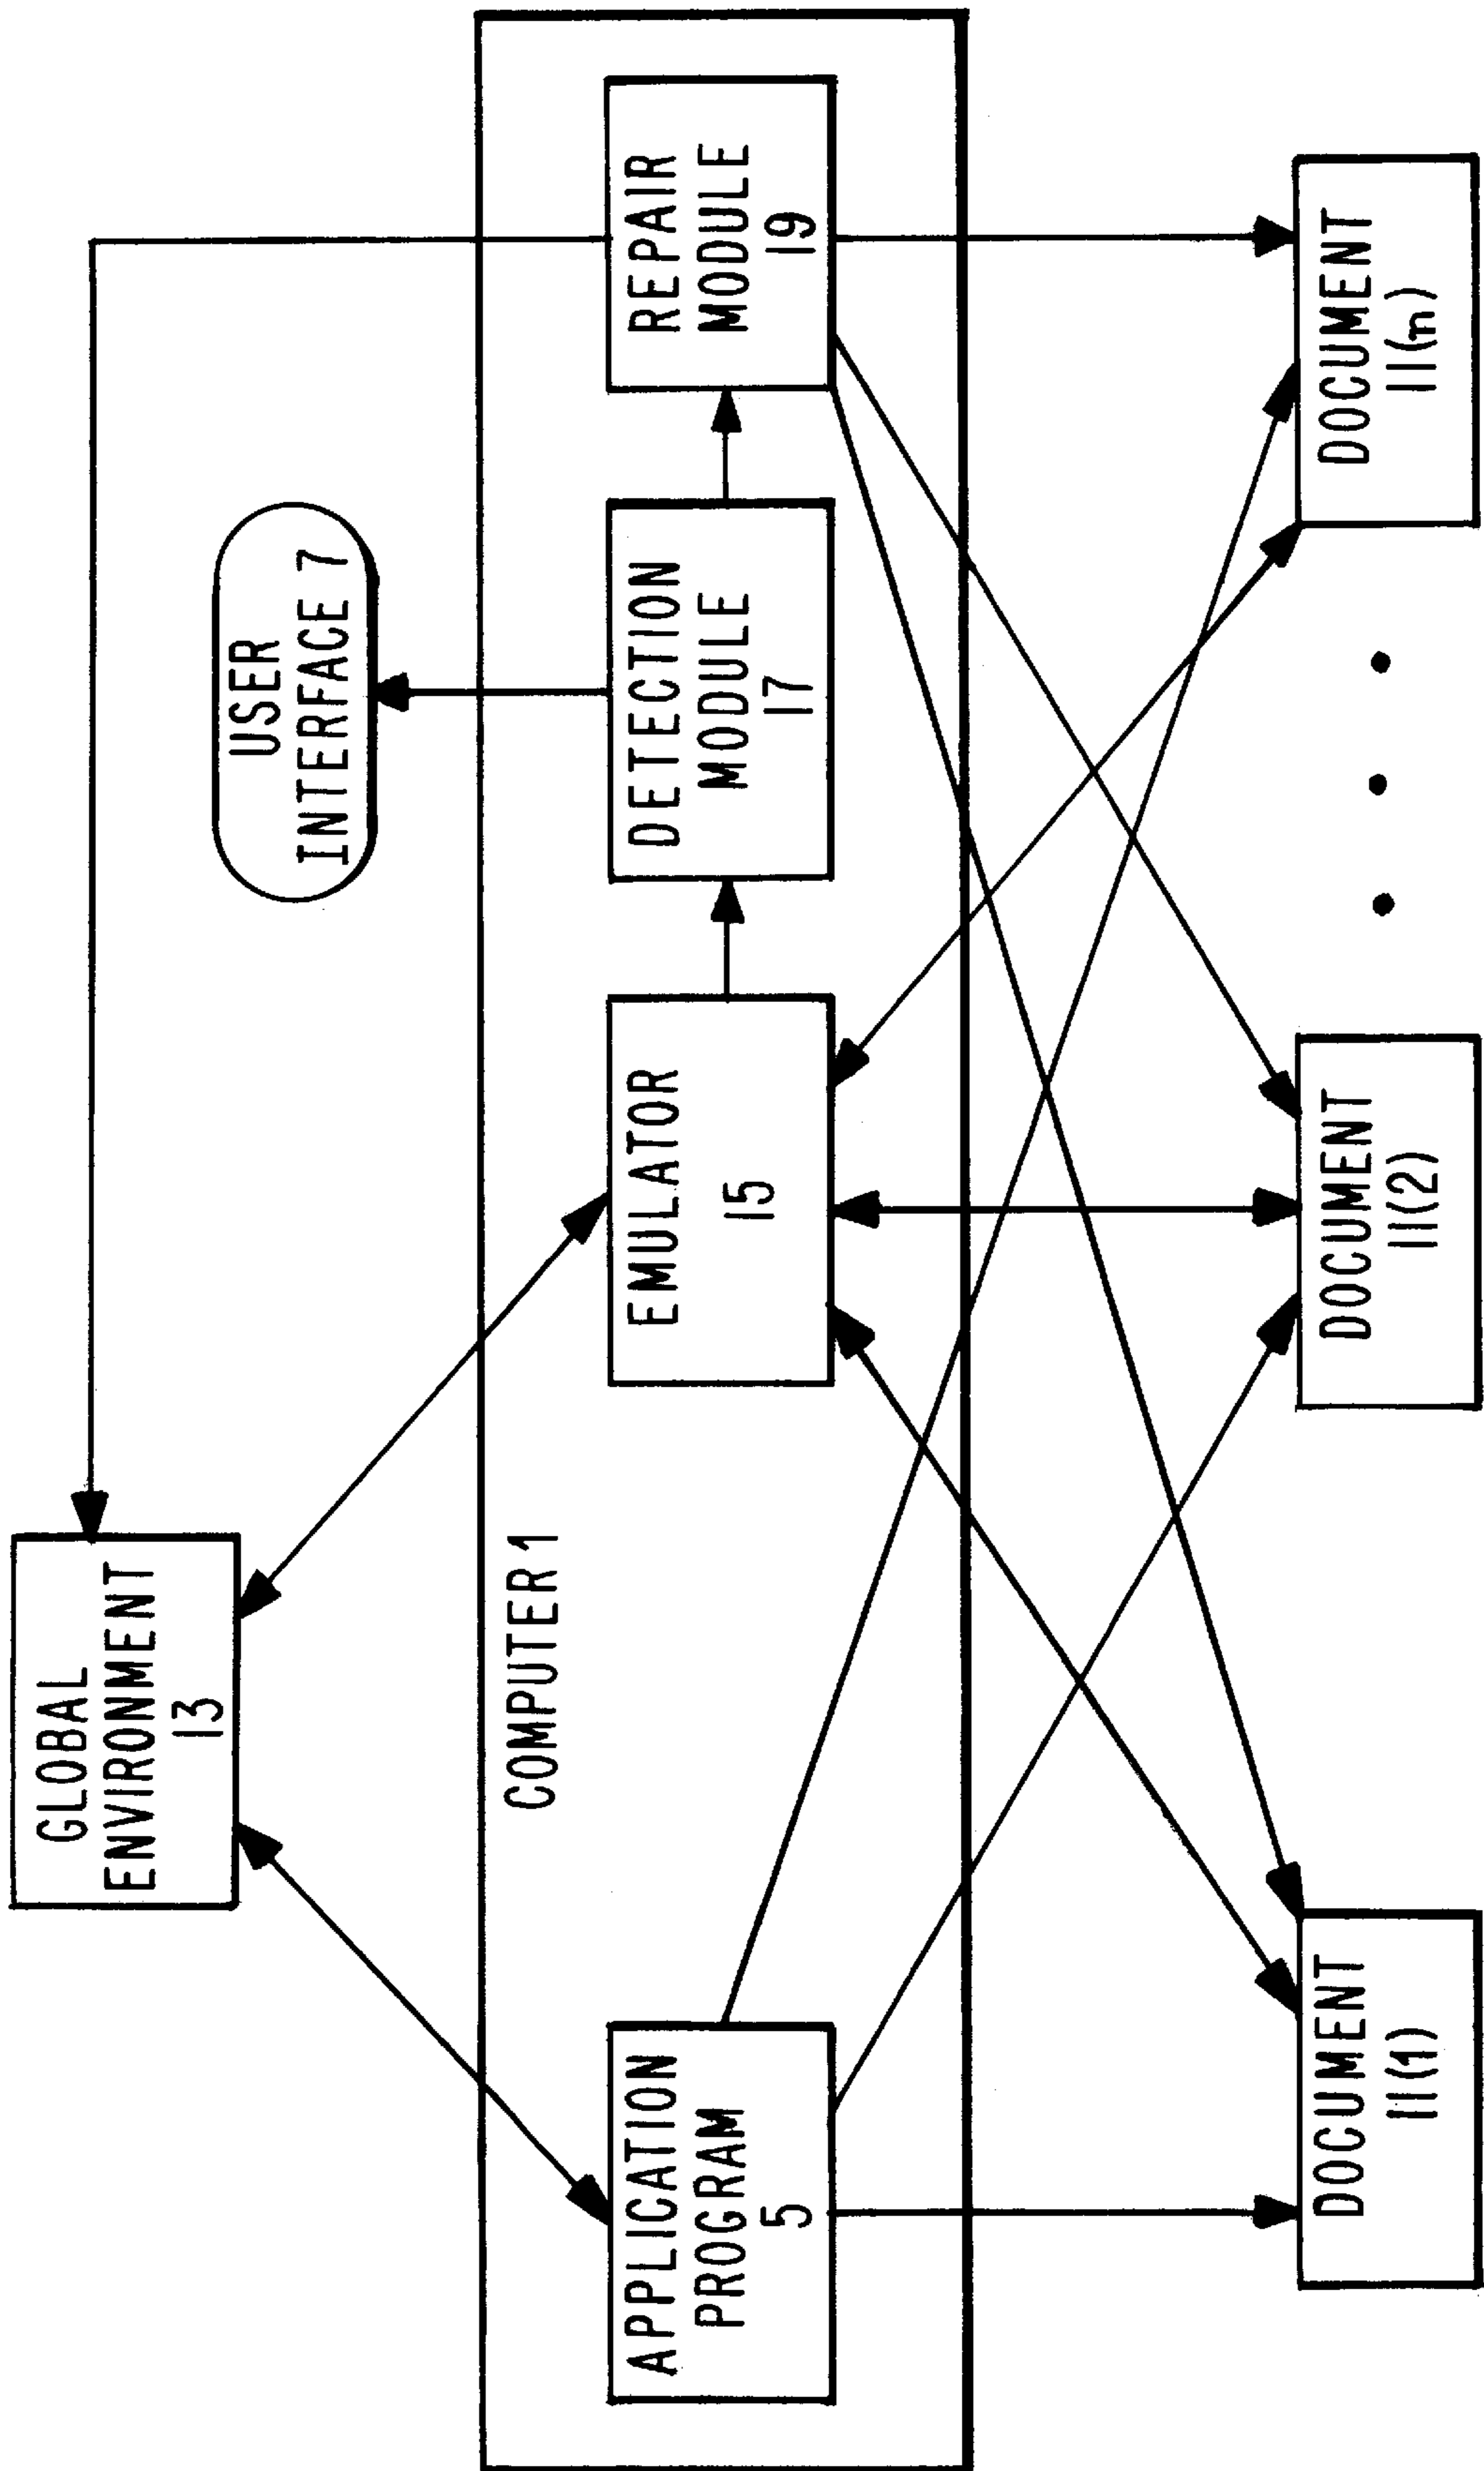 GLOBAL
ENVIRONMENT
13
USER
INTERFACE 7
COMPUTER 1
APPLICATION
PROGRAM
5
EMULATOR
15
DETECTION
MODULE
17
REPAIR
MODULE
19
DOCUMENT
11(1)
DOCUMENT
11(2)
DOCUMENT
11(n)